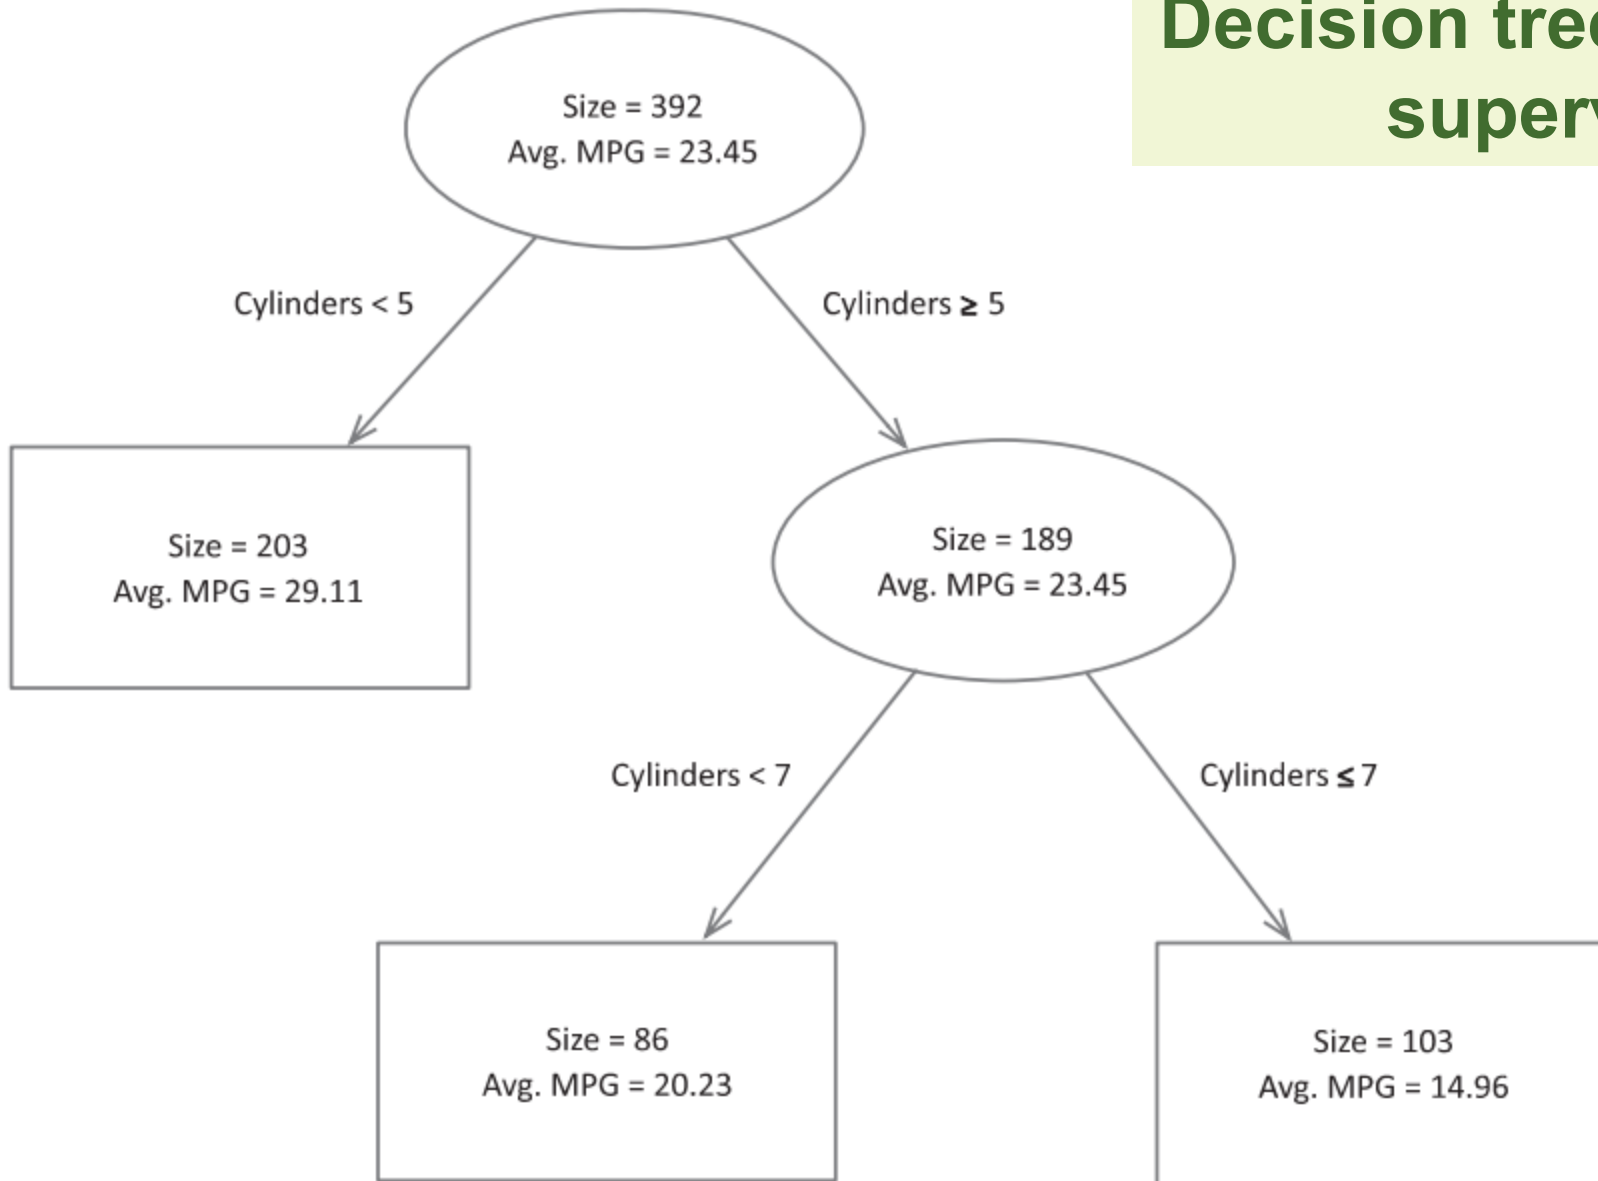 Decision tre
super
Size = 392
Avg. MPG = 23.45
Cylinders < 5
Cylinders ≥ 5
Size = 203
Avg. MPG = 29.11
Size = 189
Avg. MPG = 23.45
Cylinders < 7
Cylinders ≤ 7
Size = 86
Avg. MPG = 20.23
Size = 103
Avg. MPG = 14.96